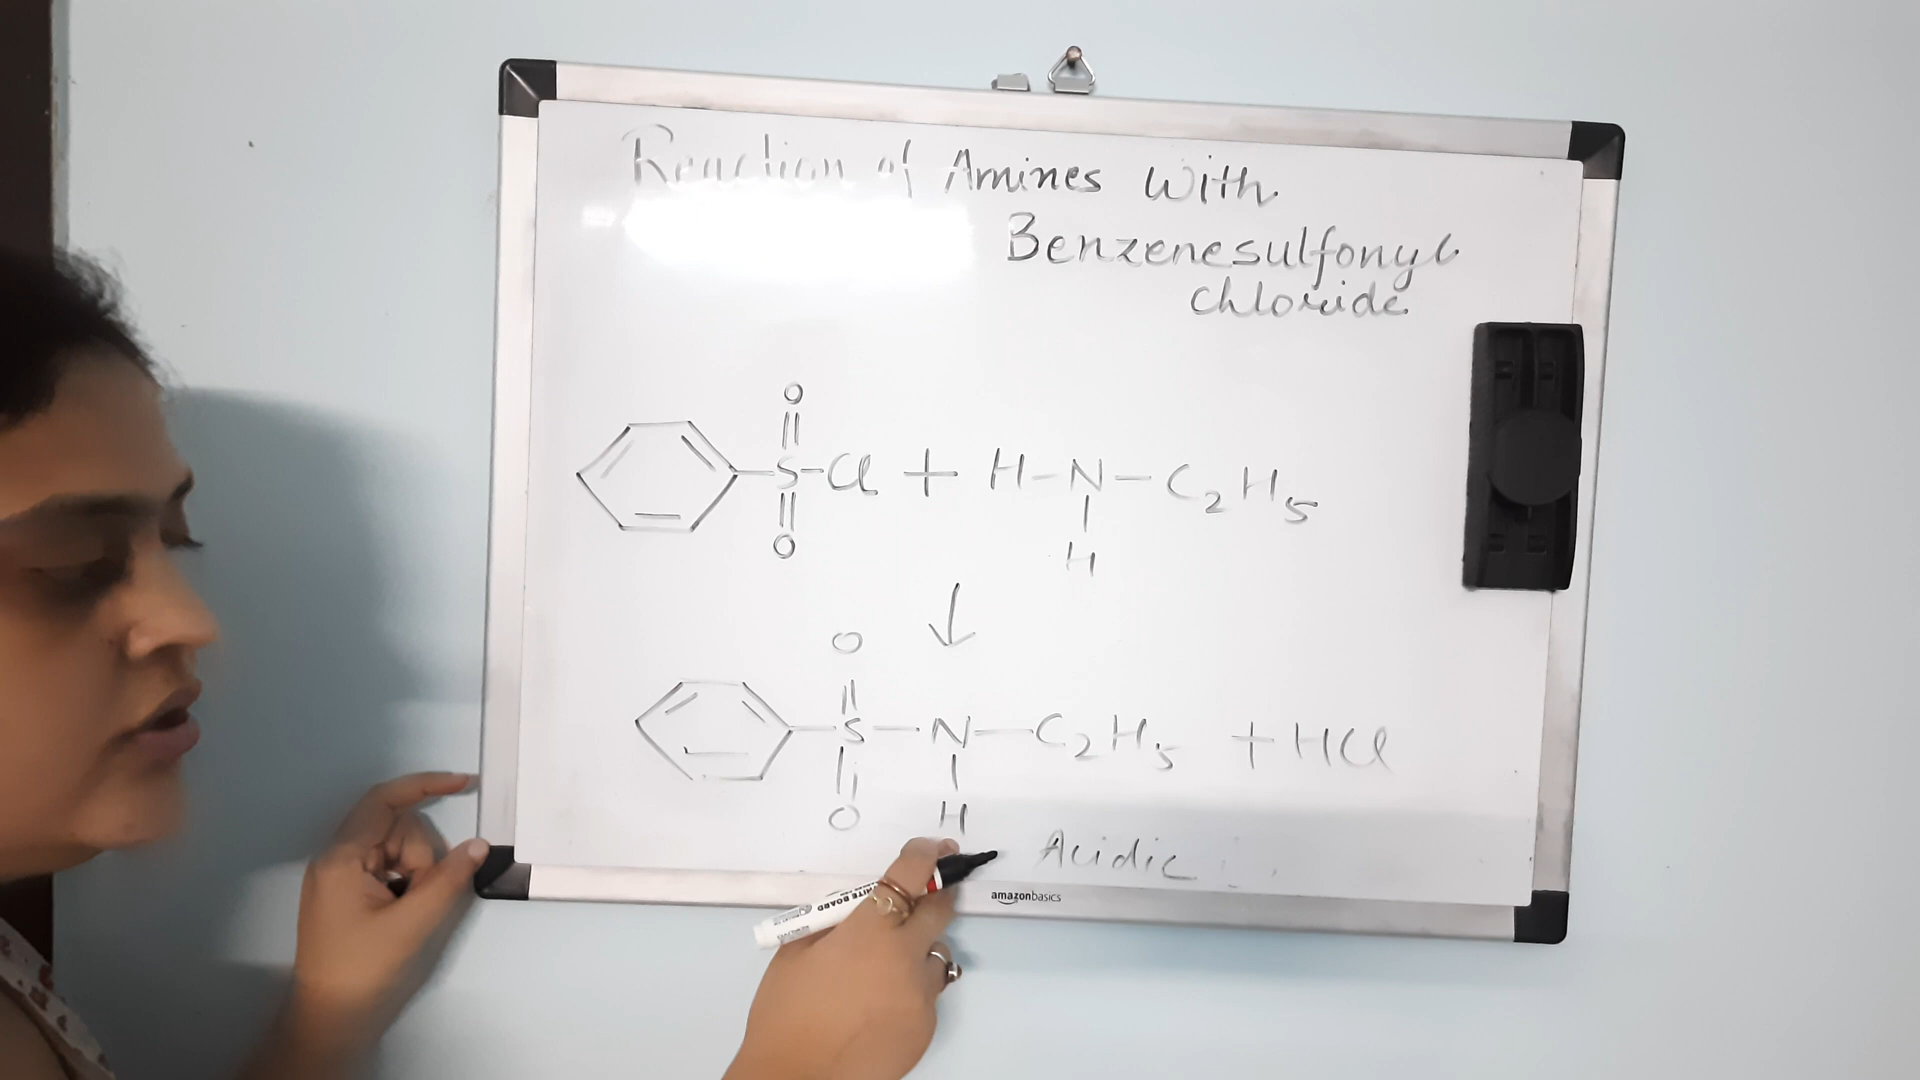 Reaction of Amines With
Benzenesulfonyl
chloride
O
S-Cl + H-N-C2H5
O
H
↓
O
S-N-C2H5 + HCl
O H
Acidic
amazonbasics